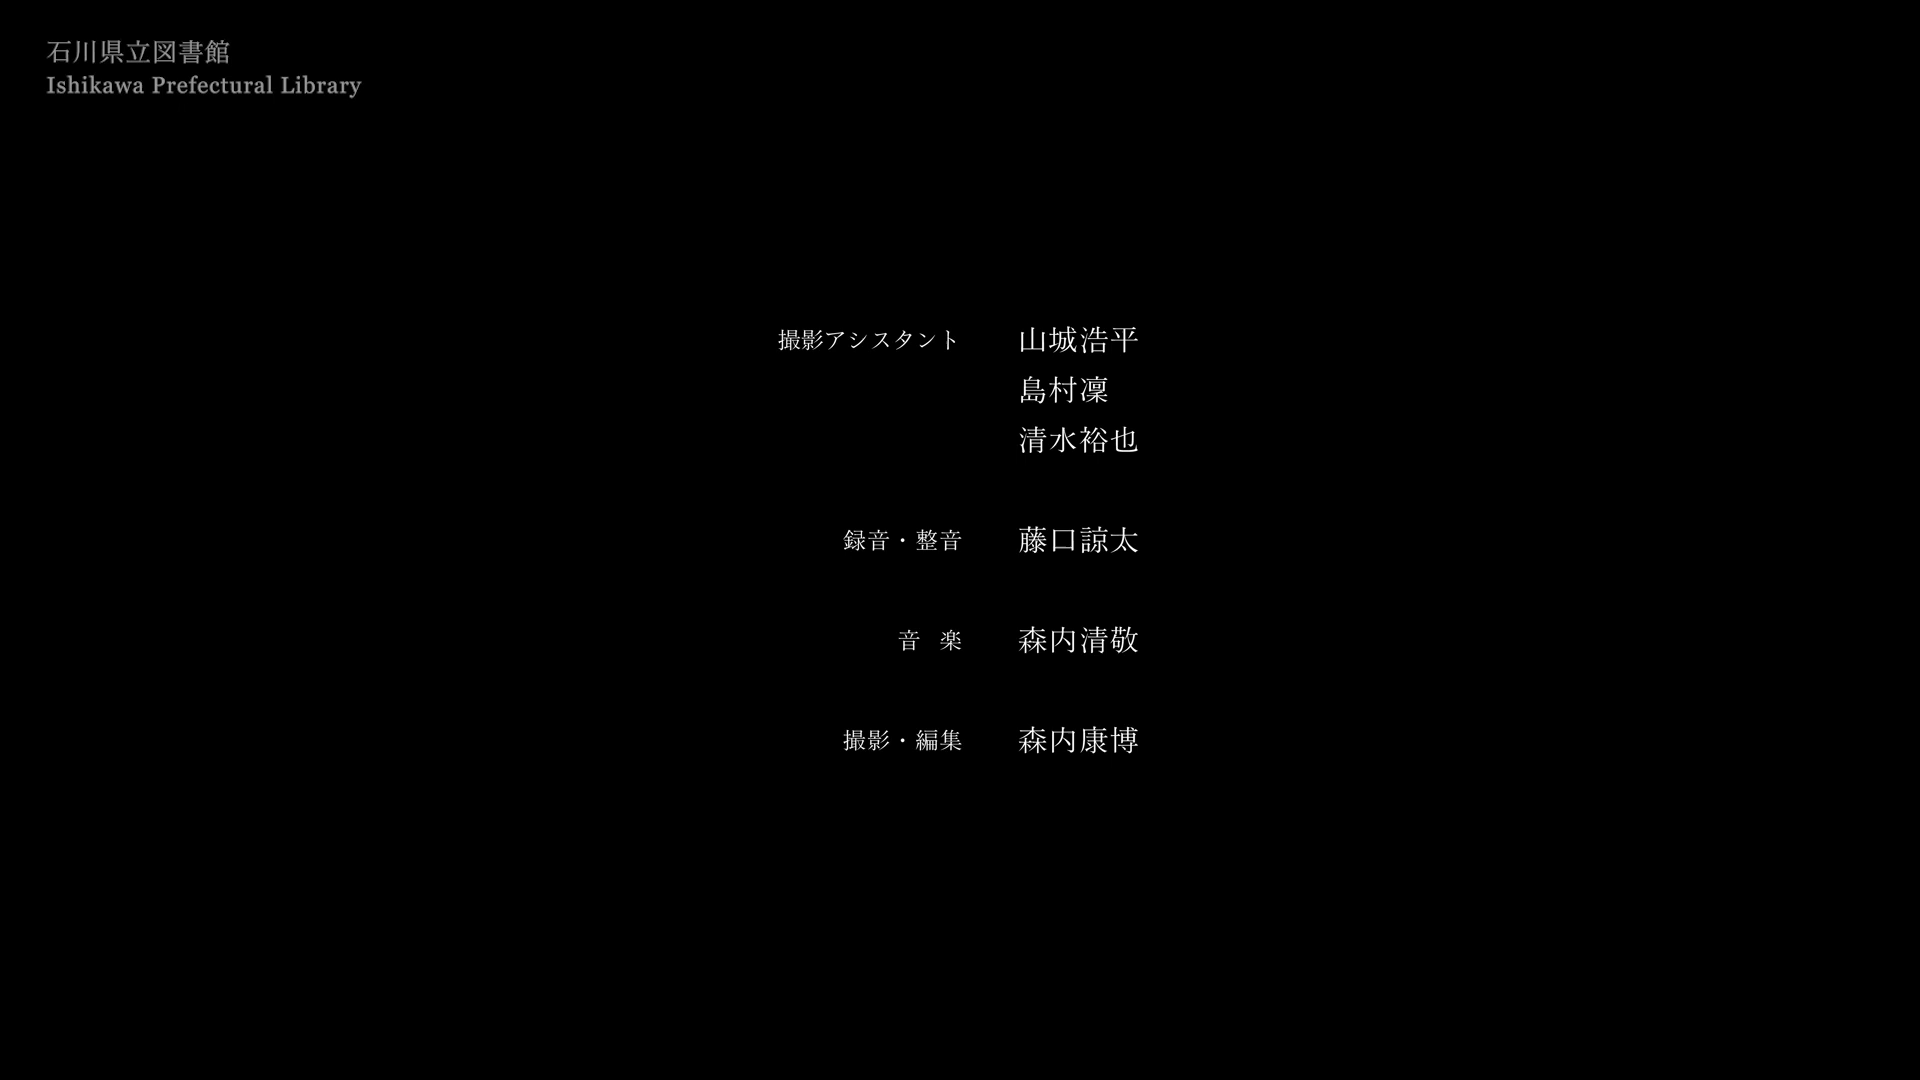 石川県立図書館
Ishikawa Prefectural Library
撮影アシスタント 山城浩平
島村凜
清水裕也
録音・整音 藤口諒太
音 楽 森内清敬
撮影・編集 森内康博